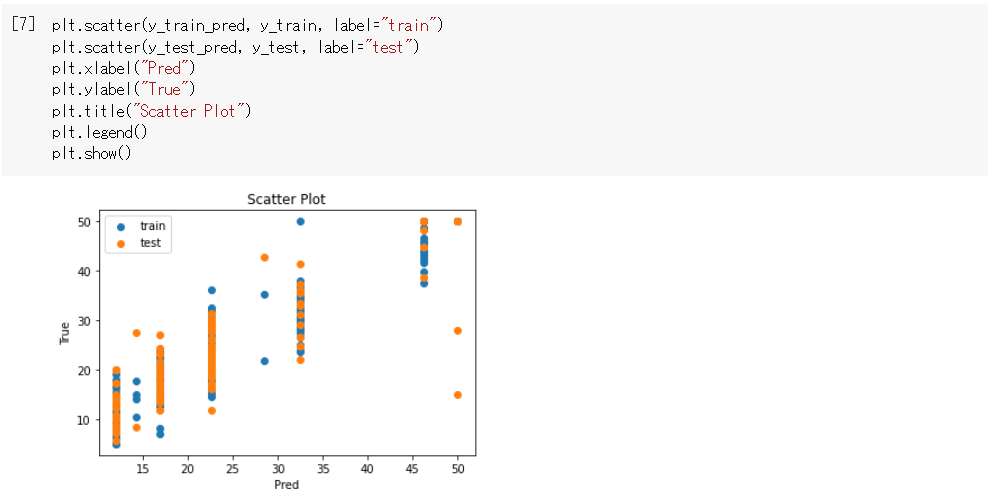 [7] plt.scatter(y_train_pred, y_train, label="train")
plt.scatter(y_test_pred, y_test, label="test")
plt.xlabel("Pred")
plt.ylabel("True")
plt.title("Scatter Plot")
plt.legend()
plt.show()
Scatter Plot
train
test
50
40
30
20
10
True
15 20 25 30 35 40 45 50
Pred